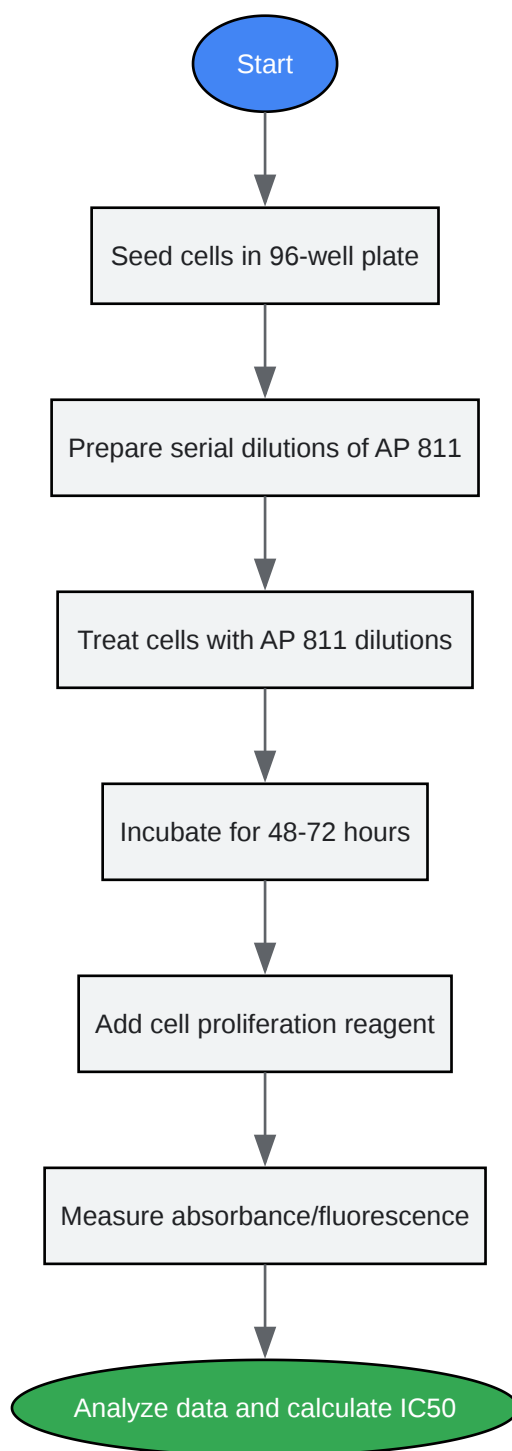 Start
Seed cells in 96-well plate
Prepare serial dilutions of AP 811
Treat cells with AP 811 dilutions
Incubate for 48-72 hours
Add cell proliferation reagent
Measure absorbance/fluorescence
Analyze data and calculate IC50